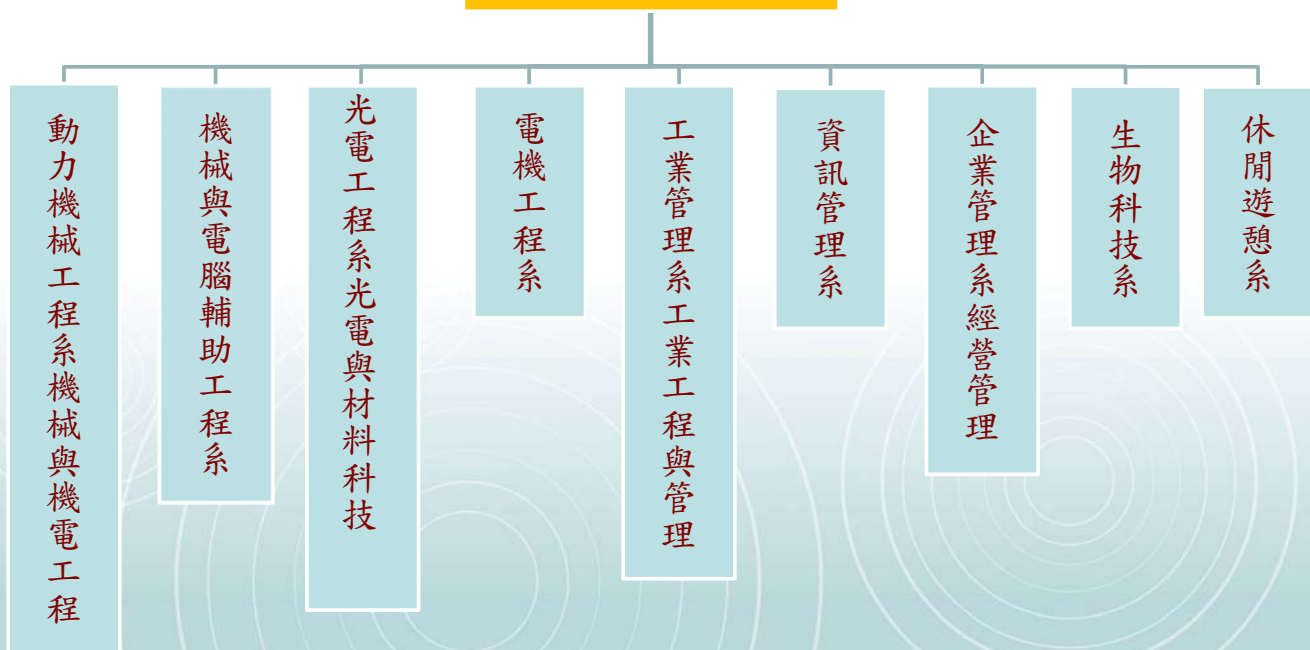 動力機械工程系機械與機電工程
機械與電腦輔助工程系
光電工程系光電與材料科技
電機工程系
工業管理系工業工程與管理
資訊管理系
企業管理系經營管理
生物科技系
休閒遊憩系